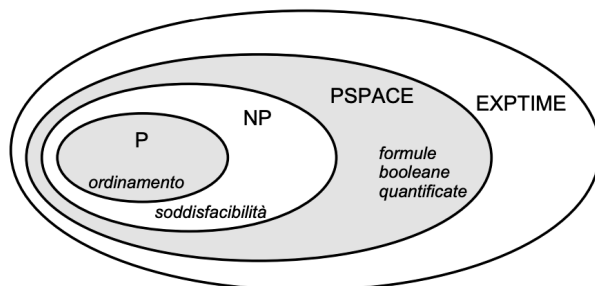 PSPACE
EXPTIME
NP
P
formule
booleane
quantificate
ordinamento
soddisfacibilità